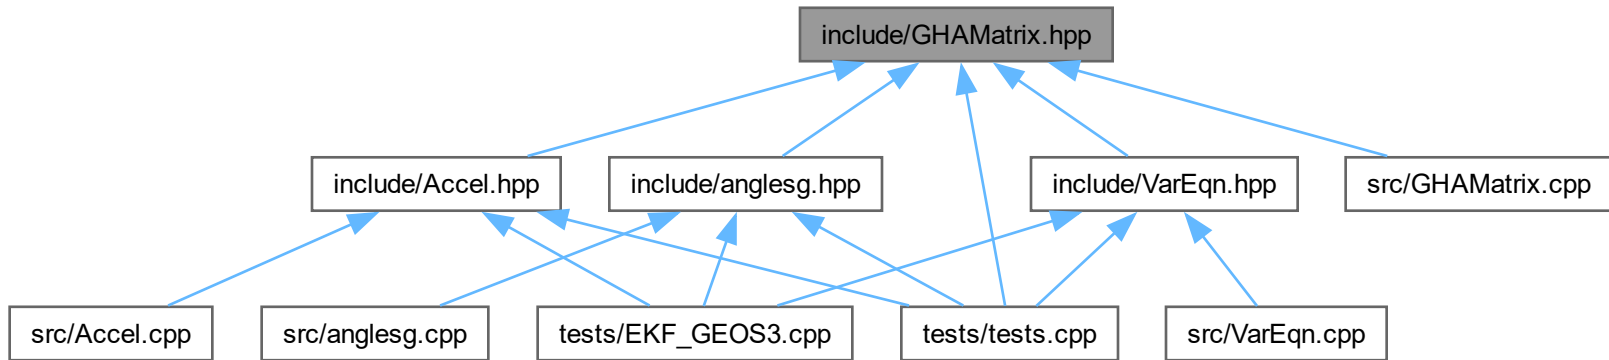 include/GHAMatrix.hpp
include/Accel.hpp
include/anglesg.hpp
include/VarEqn.hpp
src/GHAMatrix.cpp
src/Accel.cpp
src/anglesg.cpp
tests/EKF_GEOS3.cpp
tests/tests.cpp
src/VarEqn.cpp